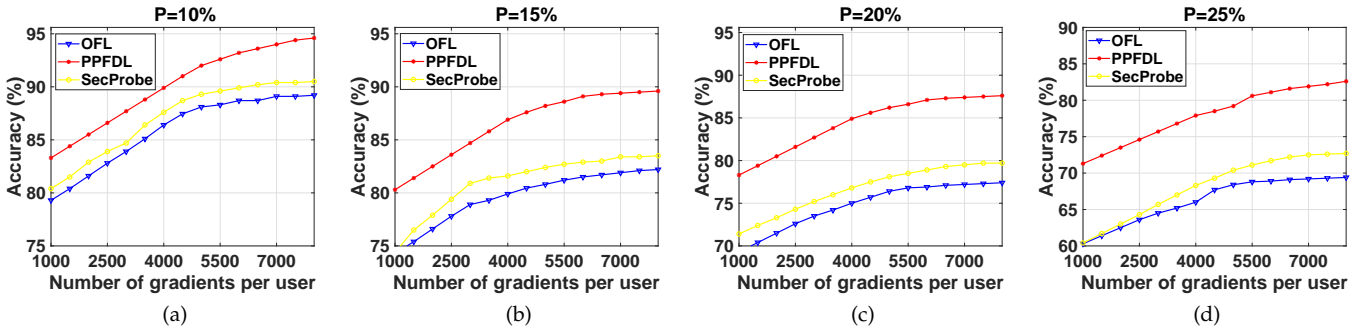 P=10%
95
90
85
80
75
Accuracy (%)
OFL
PPFDL
SecProbe
1000 2500 4000 5500 7000
Number of gradients per user
(a)
P=15%
95
90
85
80
75
Accuracy (%)
OFL
PPFDL
SecProbe
1000 2500 4000 5500 7000
Number of gradients per user
(b)
P=20%
95
90
85
80
75
70
Accuracy (%)
OFL
PPFDL
SecProbe
1000 2500 4000 5500 7000
Number of gradients per user
(c)
P=25%
90
85
80
75
70
65
60
Accuracy (%)
OFL
PPFDL
SecProbe
1000 2500 4000 5500 7000
Number of gradients per user
(d)